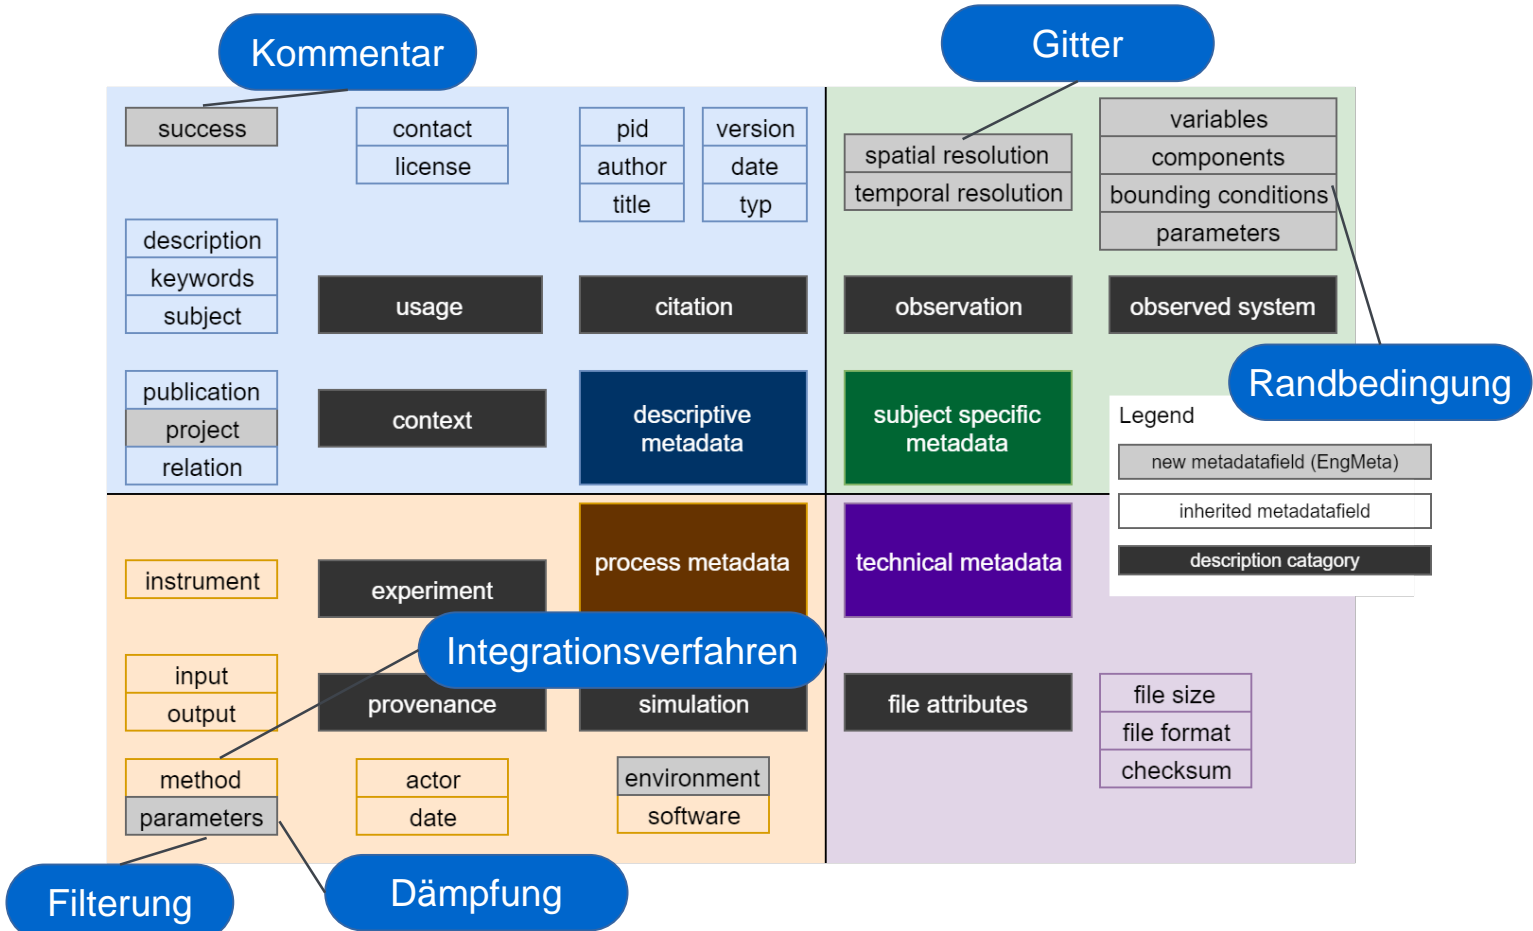 Kommentar
Gitter
success
contact
license
pid
author
title
version
date
typ
spatial resolution
temporal resolution
variables
components
bounding conditions
parameters
description
keywords
subject
usage
citation
observation
observed system
Randbedingung
publication
project
relation
context
descriptive
metadata
subject specific
metadata
Legend
new metadatafield (EngMeta)
inherited metadatafield
description catagory
instrument
experiment
process metadata
technical metadata
Integrationsverfahren
input
output
provenance
simulation
file attributes
file size
file format
checksum
method
parameters
actor
date
environment
software
Filterung
Dämpfung